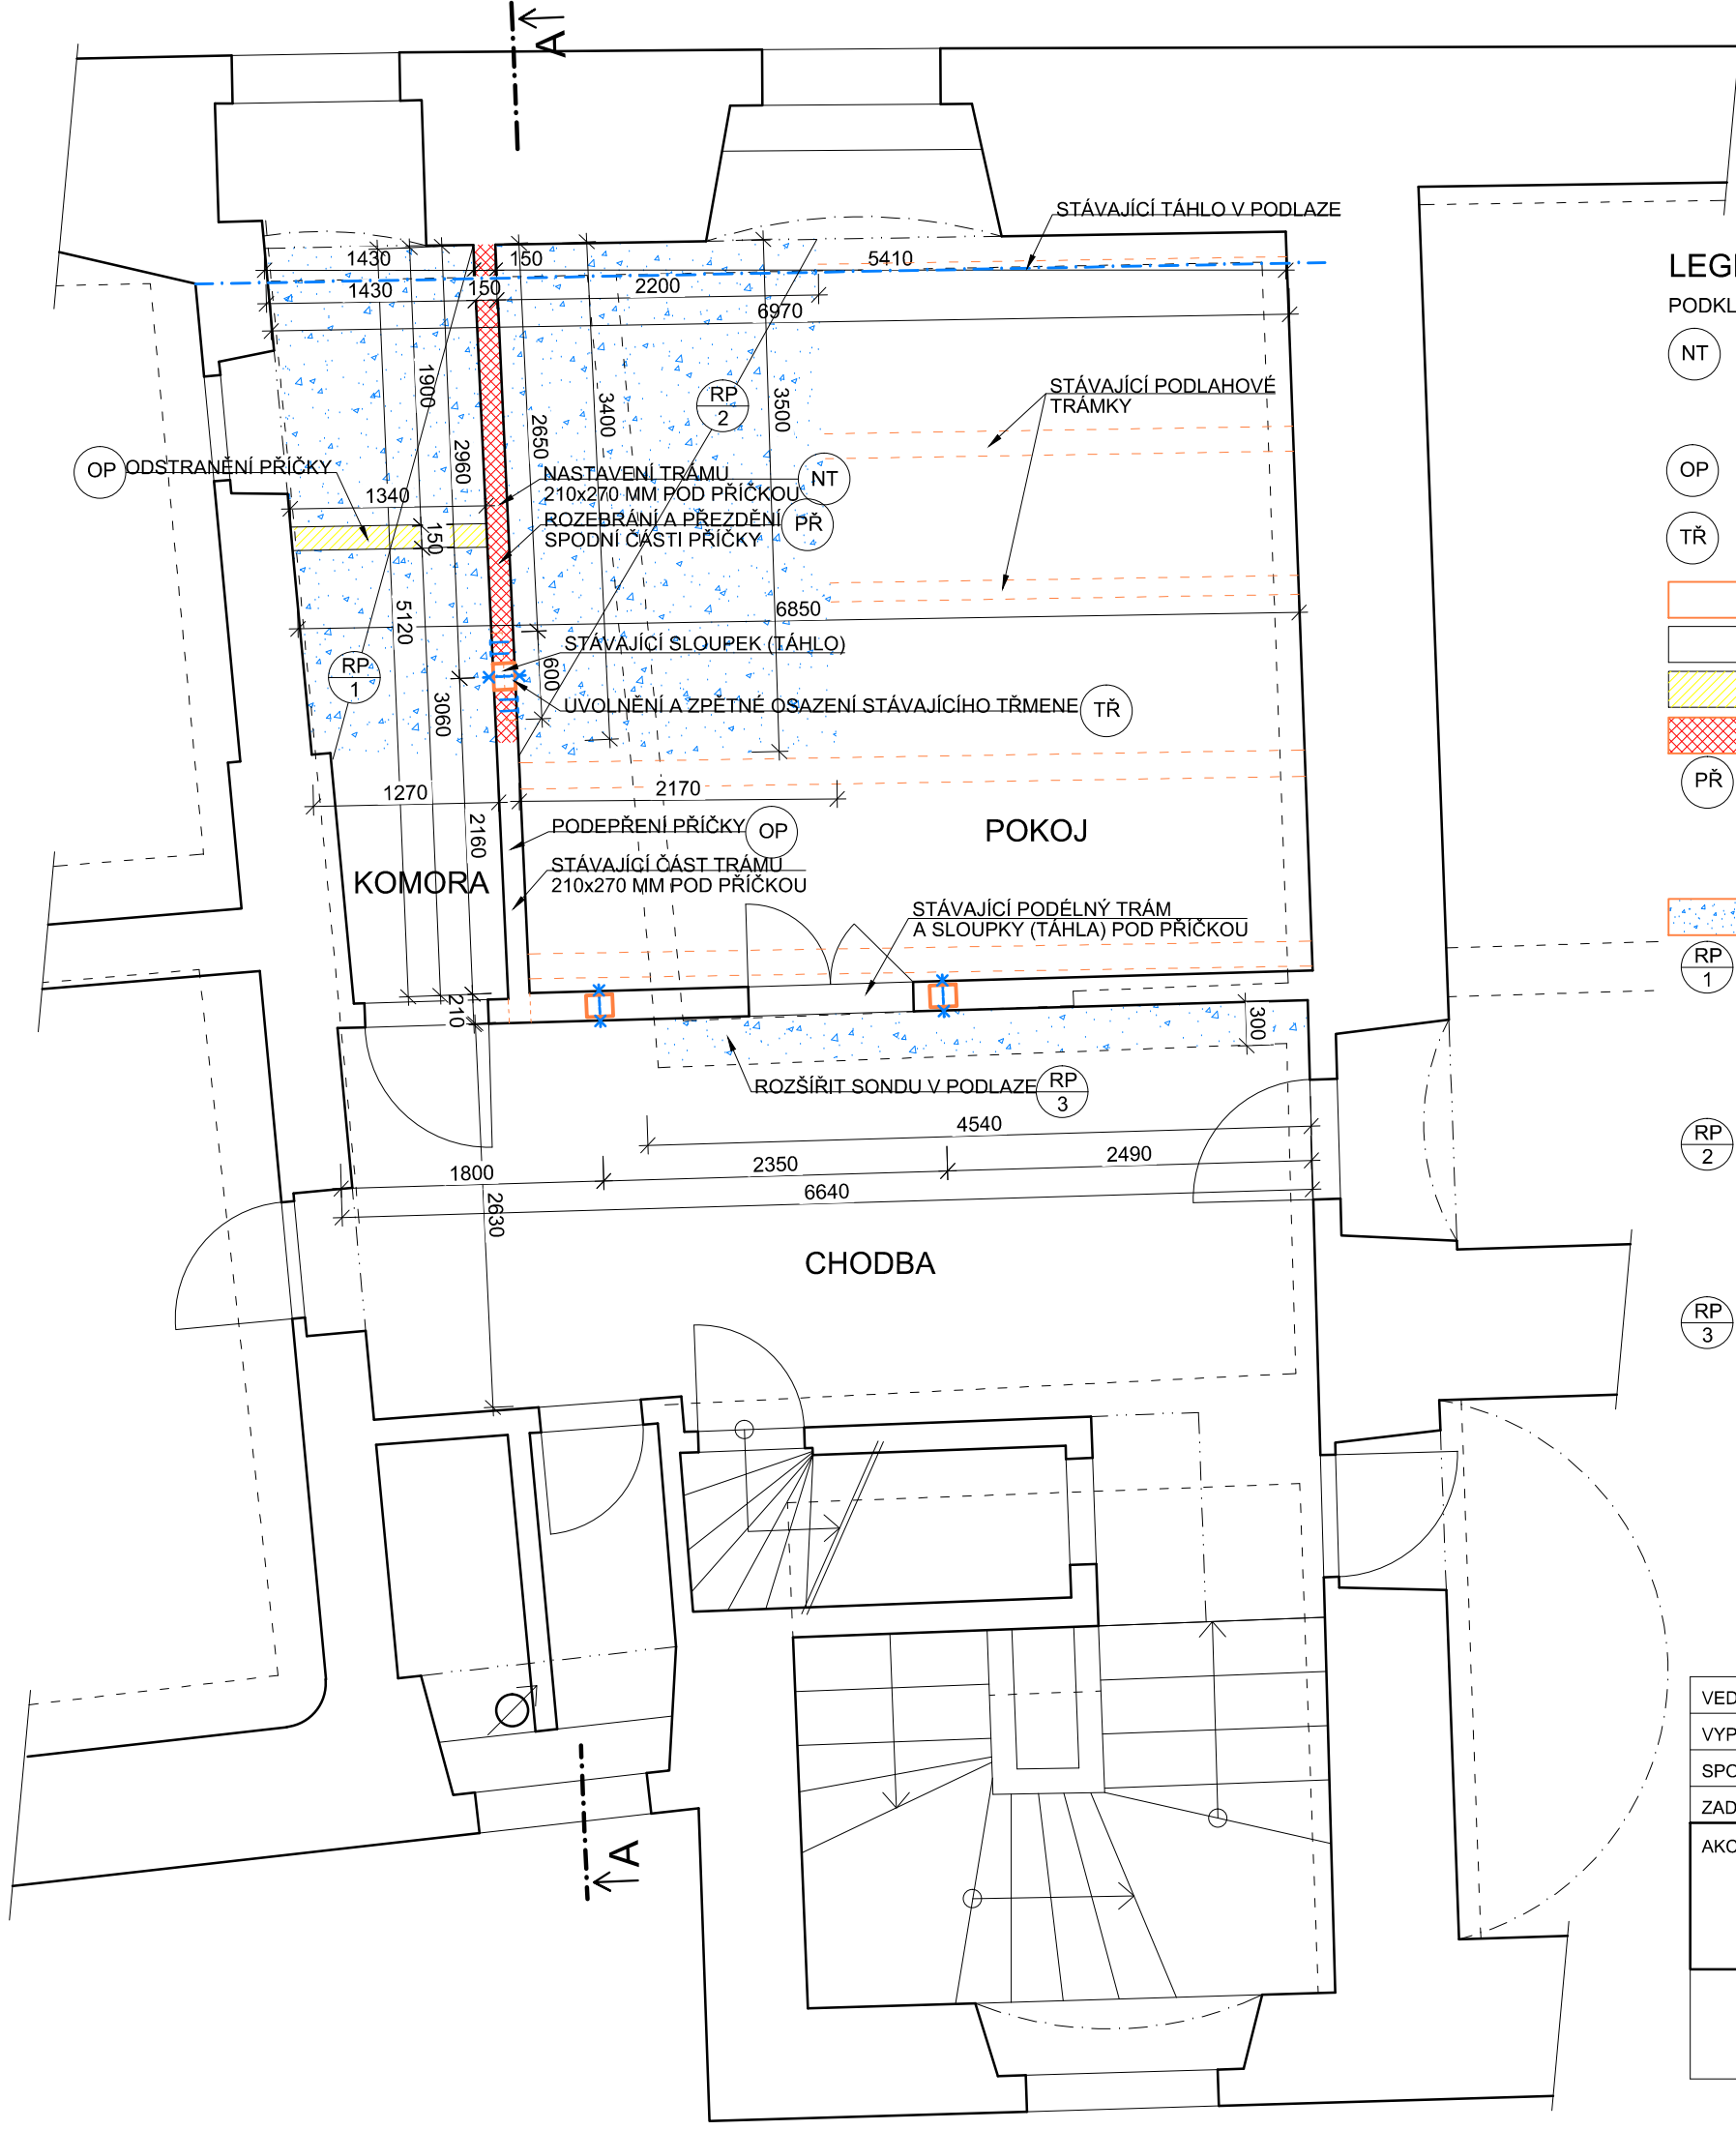 A
STÁVAJÍCÍ TÁHLO V PODLAZE
1430
150
5410
1430
150
2200
6970
LEG
PODKL
NT
1900
2960
2650
3400
3500
RP
2
STÁVAJÍCÍ PODLAHOVÉ
TRÁMKY
OP
ODSTRANĚNÍ PŘÍČKY
1340
150
NASTAVENÍ TRÁMU
210x270 MM POD PŘÍČKOU
NT
ROZEBRÁNÍ A PŘEZDĚNÍ
SPODNÍ ČASTI PŘÍČKY
PŘ
OP
TŘ
5120
6850
STÁVAJÍCÍ SLOUPEK (TÁHLO)
600
RP
1
3060
UVOLNĚNÍ A ZPĚTNÉ OSAZENÍ STÁVAJÍCÍHO TŘMENE
TŘ
PŘ
1270
2170
2160
PODEPŘENÍ PŘÍČKY
OP
POKOJ
STÁVAJÍCÍ ČÁST TRÁMU
210x270 MM POD PŘÍČKOU
KOMORA
STÁVAJÍCÍ PODÉLNÝ TRÁM
A SLOUPKY (TÁHLA) POD PŘÍČKOU
RP
1
210
300
ROZŠÍŘIT SONDU V PODLAZE
RP
3
4540
1800
2350
2490
6640
2630
RP
2
CHODBA
RP
3
VED
VYP
ZAD
A